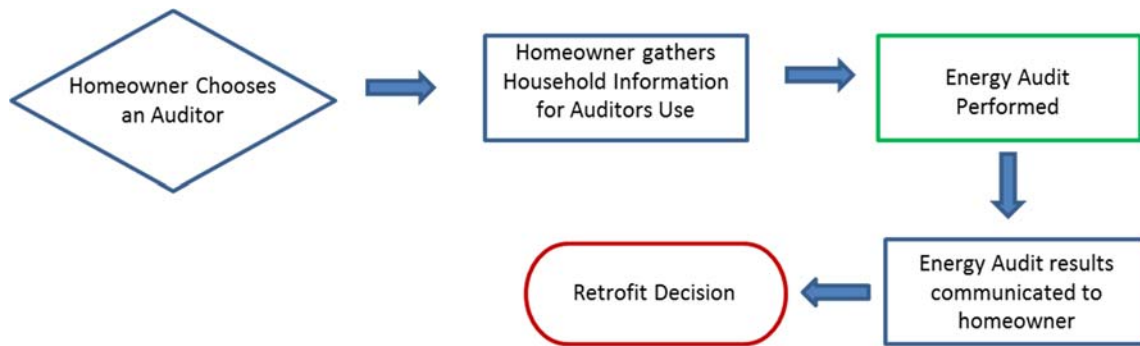 Homeowner Chooses
an Auditor
Homeowner gathers
Household Information
for Auditors Use
Energy Audit
Performed
Energy Audit results
communicated to
homeowner
Retrofit Decision